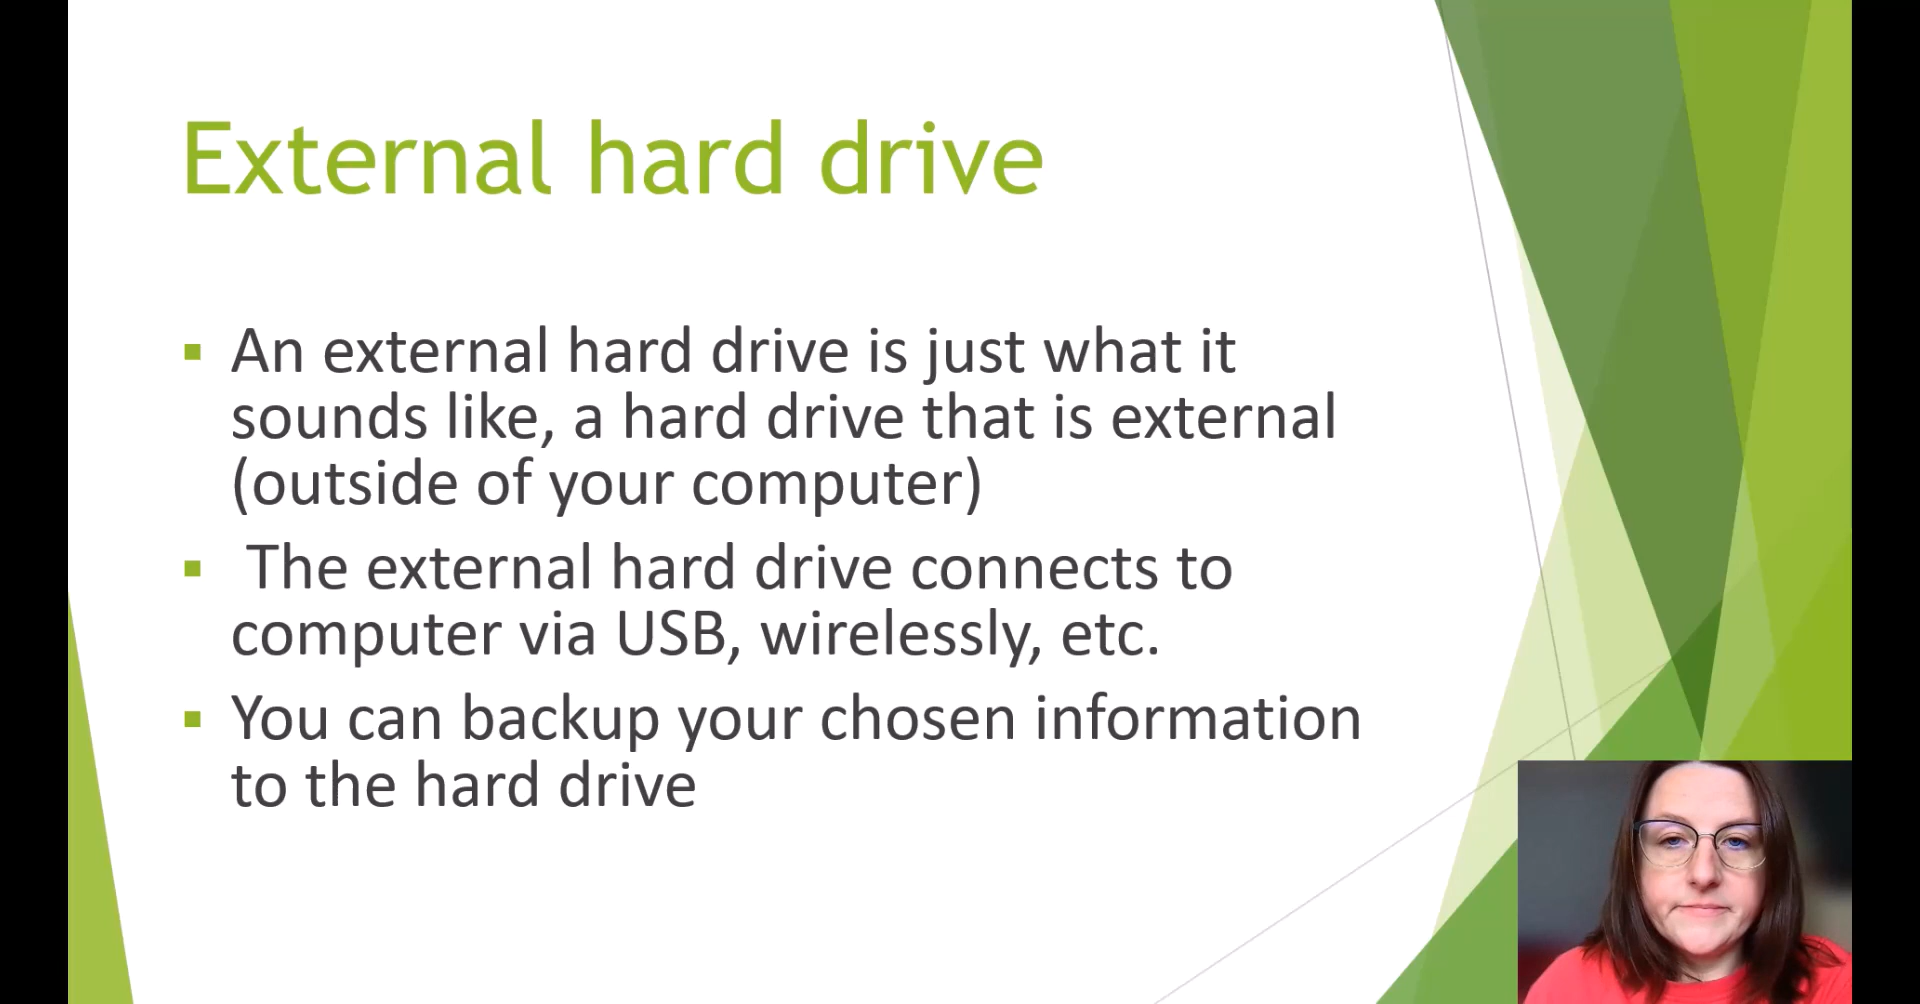 External hard drive
An external hard drive is just what it
sounds like, a hard drive that is external
(outside of your computer)
The external hard drive connects to
computer via USB, wirelessly, etc.
You can backup your chosen information
to the hard drive